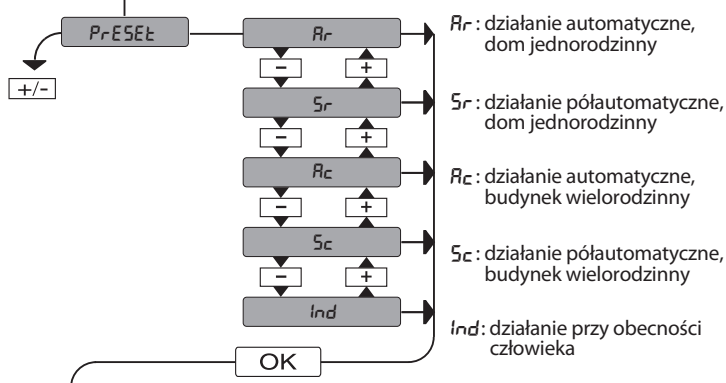 PrESEt
+/-
Ar
- +
Sr
- +
Ac
- +
Sc
- +
Ind
OK
Ar: działanie automatyczne,
dom jednorodzinny
Sr: działanie półautomatyczne,
dom jednorodzinny
Ac: działanie automatyczne,
budynek wielorodzinny
Sc: działanie półautomatyczne,
budynek wielorodzinny
Ind: działanie przy obecności
człowieka